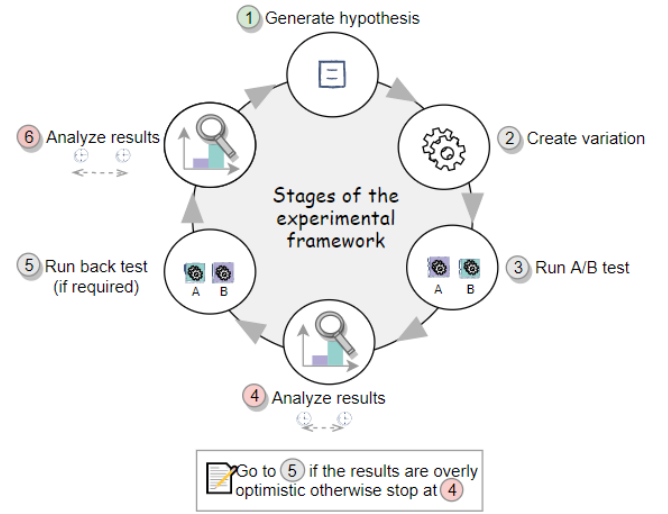 1 Generate hypothesis
6 Analyze results
2 Create variation
Stages of the
experimental
framework
5 Run back test
(if required)
3 Run A/B test
A B
A B
4 Analyze results
Go to 5 if the results are overly
optimistic otherwise stop at 4